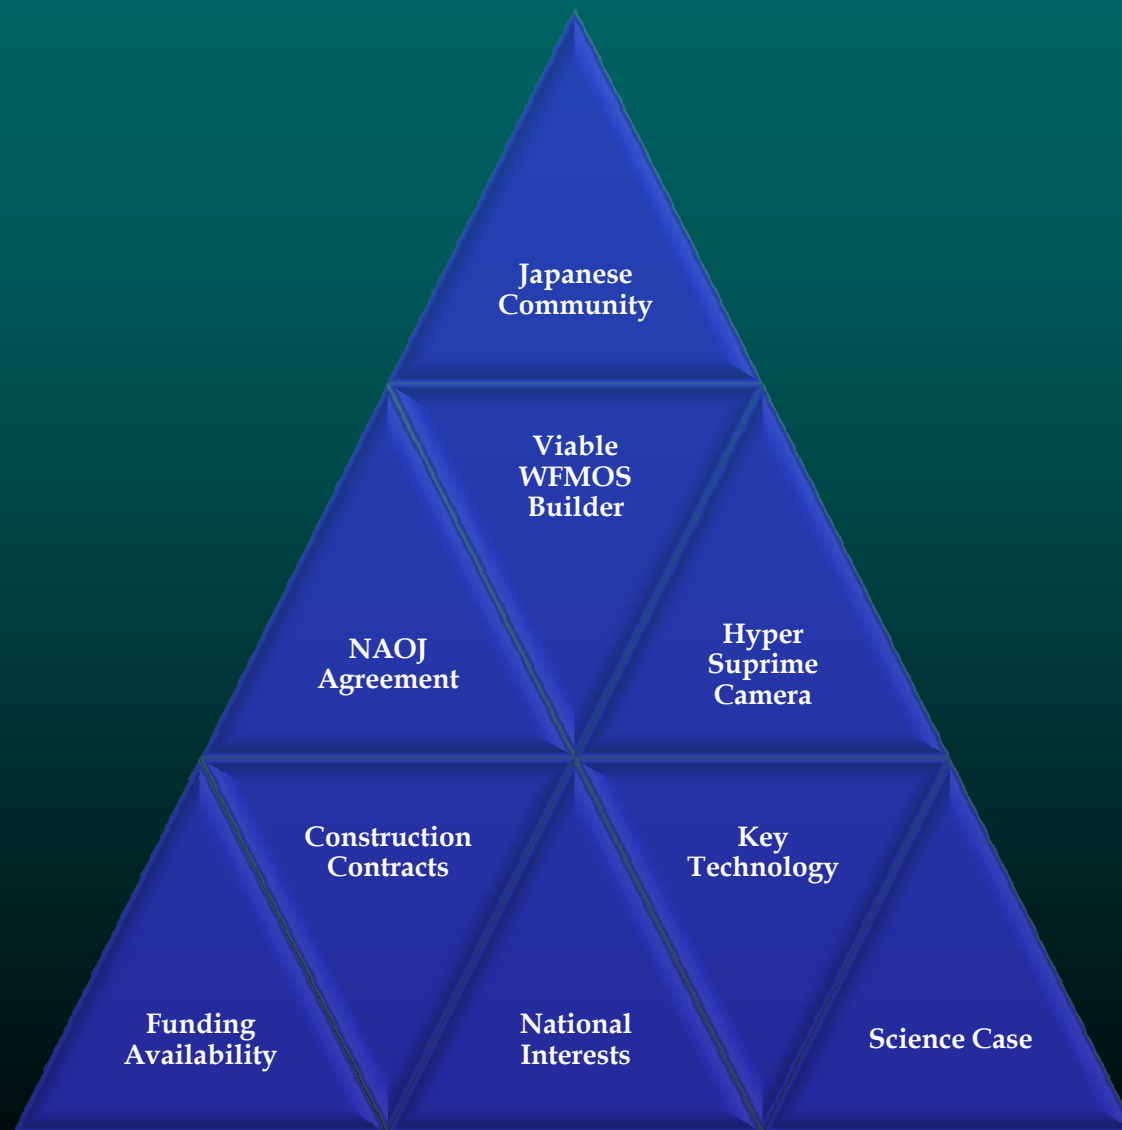 Japanese
Community
Viable
WFMOS
Builder
NAOJ
Agreement
Hyper
Suprime
Camera
Construction
Contracts
Key
Technology
Funding
Availability
National
Interests
Science Case